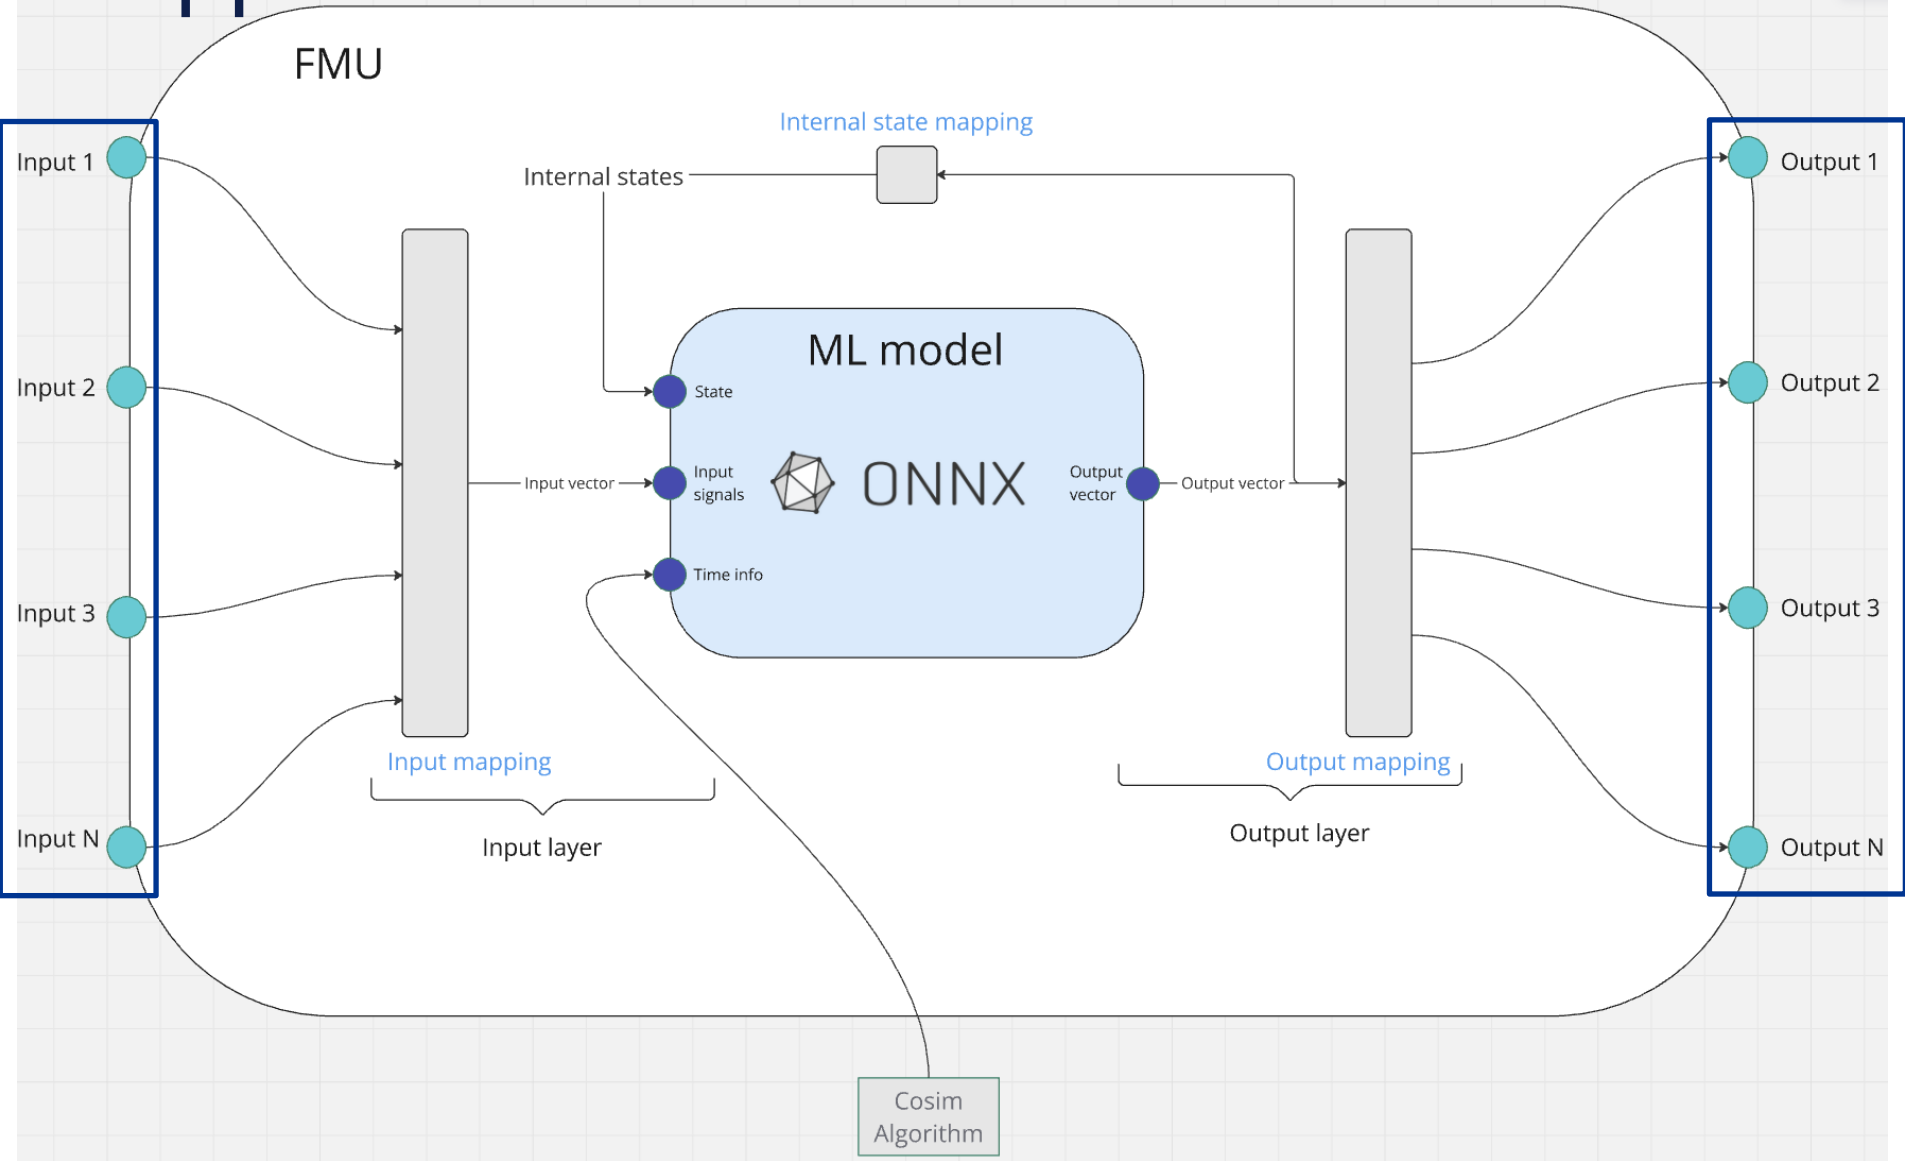 FMU
Internal state mapping
Input 1
Internal states
Output 1
ML model
Input 2
State
Output 2
Input vector
Input
signals
ONNX
Output
vector
Output vector
Time info
Input 3
Output 3
Input mapping
Output mapping
Input layer
Output layer
Input N
Output N
Cosim
Algorithm